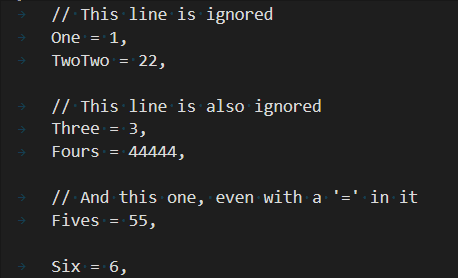 // This line is ignored
One = 1,
TwoTwo = 22,
// This line is also ignored
Three = 3,
Fours = 44444,
// And this one, even with a '=' in it
Fives = 55,
Six = 6,